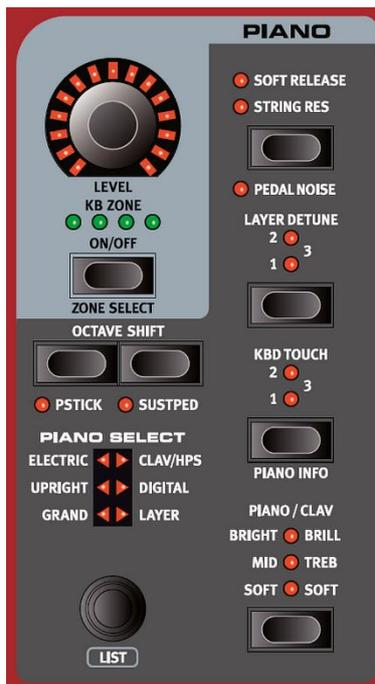 PIANO
SOFT RELEASE
STRING RES
PEDAL NOISE
LEVEL
KB ZONE
ON/OFF
ZONE SELECT
LAYER DETUNE
2
3
1
OCTAVE SHIFT
PSTICK SUSTPED
KBD TOUCH
2
3
1
PIANO INFO
PIANO SELECT
ELECTRIC CLAV/HPS
UPRIGHT DIGITAL
GRAND LAYER
LIST
PIANO / CLAV
BRIGHT BRILL
MID TREB
SOFT SOFT